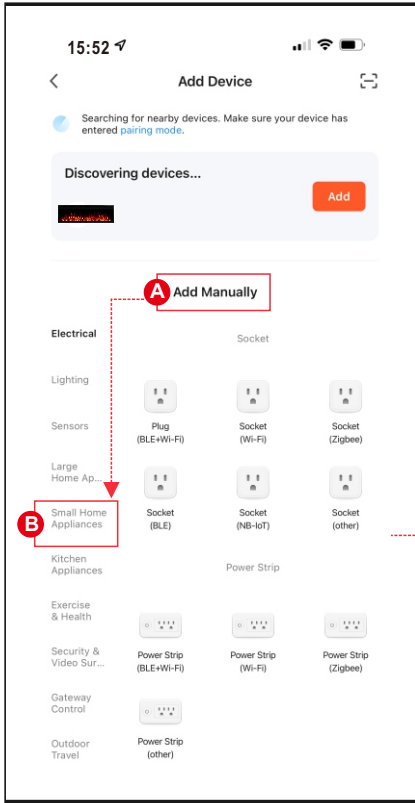 15:52
Add Device
Searching for nearby devices. Make sure your device has
entered pairing mode.
Discovering devices...
Add
A
Add Manually
Electrical
Socket
Lighting
Plug
(BLE+Wi-Fi)
Socket
(Wi-Fi)
Socket
(Zigbee)
Sensors
Large
Home Ap...
B
Small Home
Appliances
Socket
(BLE)
Socket
(NB-IoT)
Socket
(other)
Kitchen
Appliances
Power Strip
Exercise
& Health
Security &
Video Sur...
Power Strip
(BLE+Wi-Fi)
Power Strip
(Wi-Fi)
Power Strip
(Zigbee)
Gateway
Control
Outdoor
Travel
Power Strip
(other)